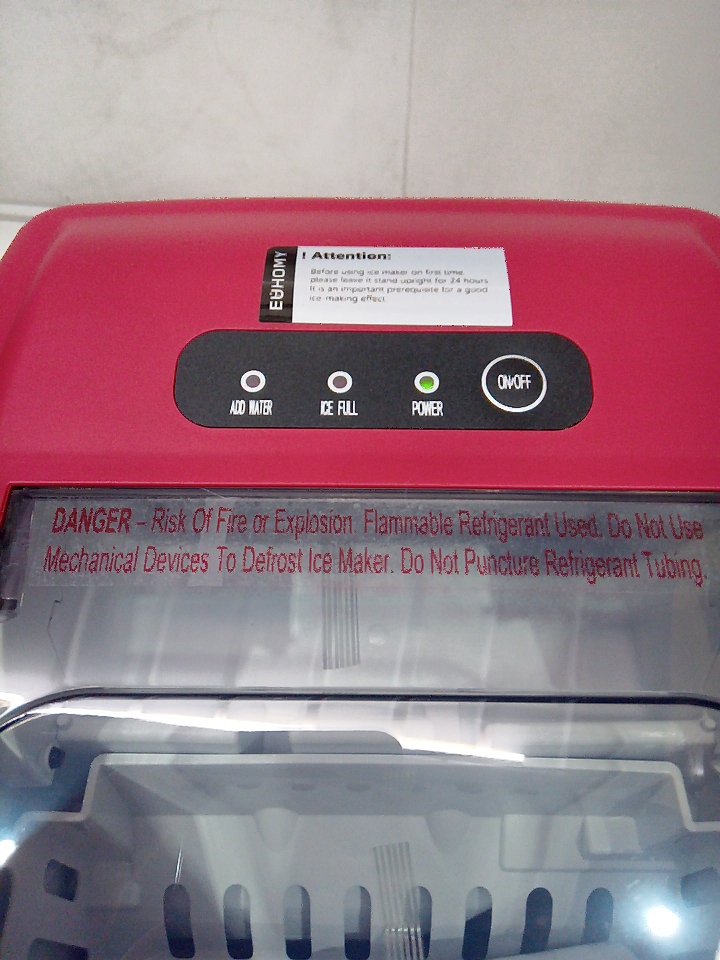 EUHOMY
! Attention:
Before using ice maker on first time,
please leave it stand upright for 24 hours
It is an important prerequisite for a good
ice-making effect.
ADD WATER
ICE FULL
POWER
ON/OFF
DANGER – Risk Of Fire or Explosion. Flammable Refrigerant Used. Do Not Use
Mechanical Devices To Defrost Ice Maker. Do Not Puncture Refrigerant Tubing.